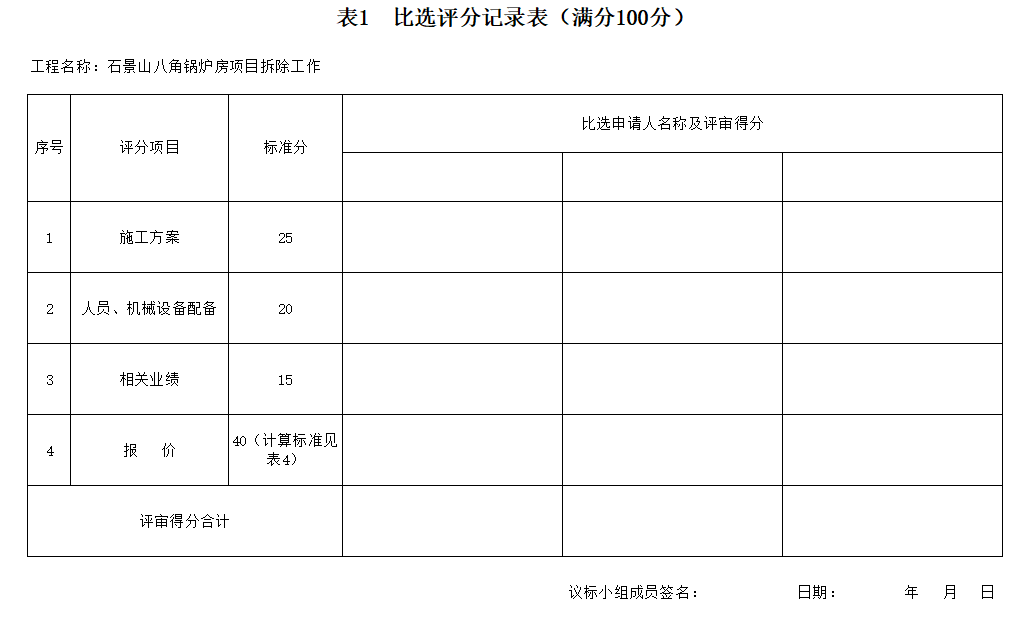 表1 比选评分记录表（满分100分）
工程名称：石景山八角锅炉房项目拆除工作
序号 评分项目 标准分 比选申请人名称及评审得分
1 施工方案 25
2 人员、机械设备配备 20
3 相关业绩 15
4 报 价 40（计算标准见
表4）
评审得分合计
议标小组成员签名： 日期： 年 月 日